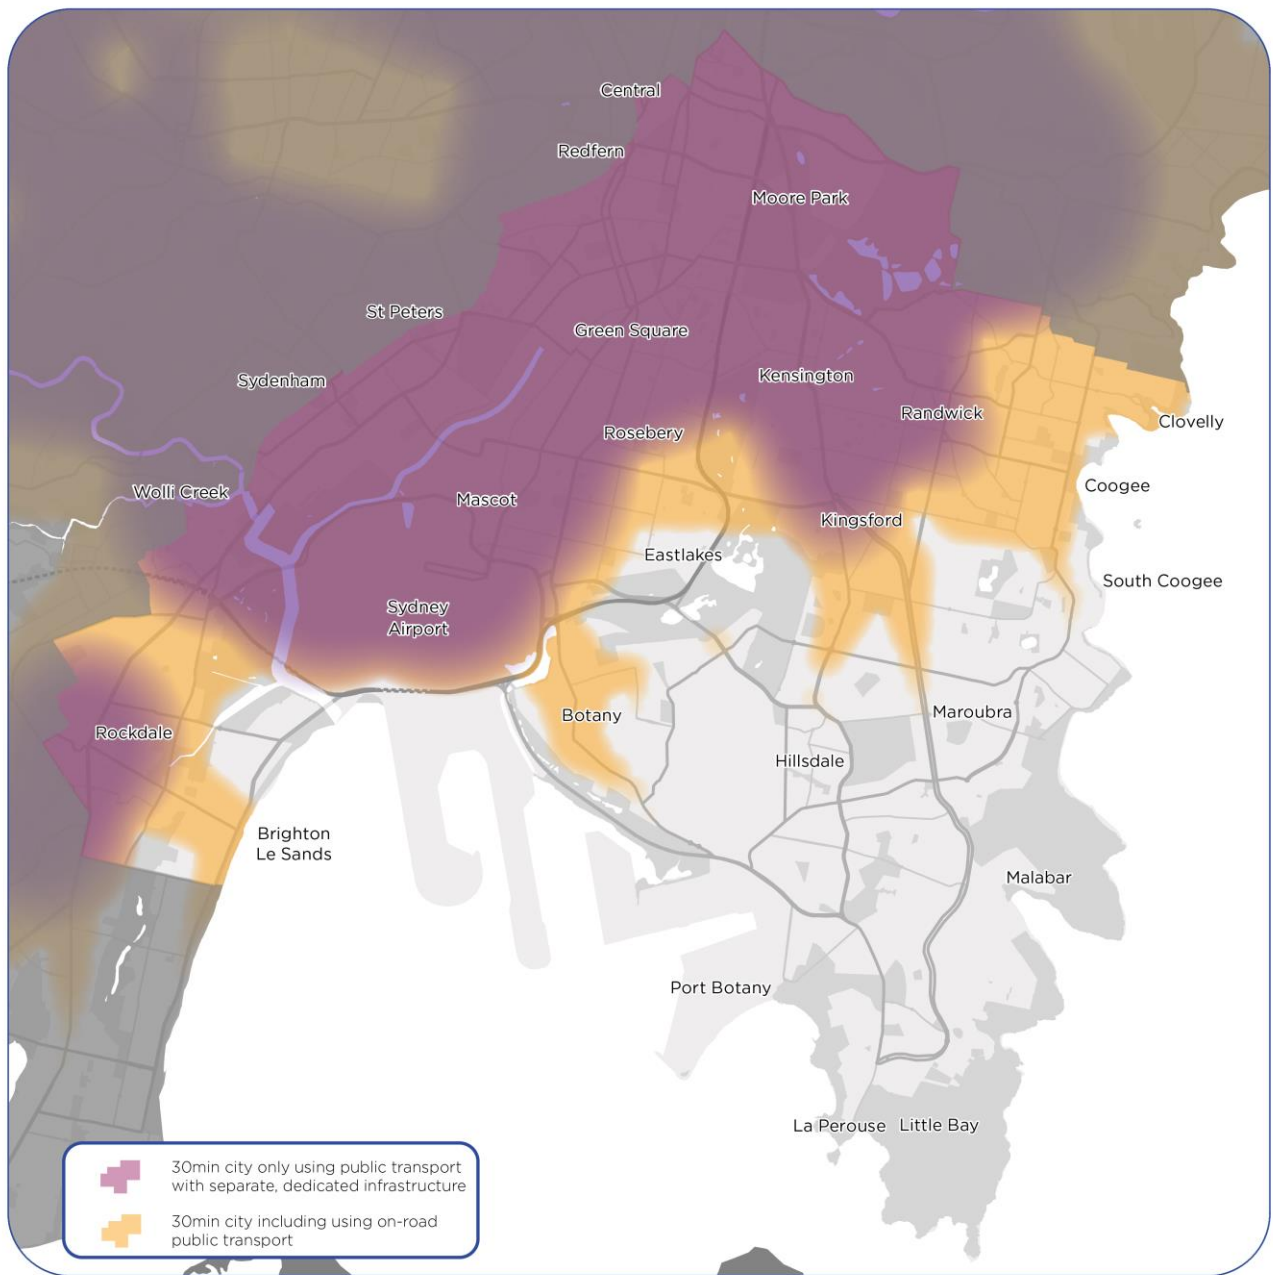 Central
Redfern
Moore Park
St Peters
Green Square
Sydenham
Kensington
Randwick
Clovelly
Rosebery
Coogee
Wolli Creek
Mascot
Kingsford
Eastlakes
South Coogee
Sydney
Airport
Botany
Maroubra
Rockdale
Hillsdale
Brighton
Le Sands
Malabar
Port Botany
La Perouse
Little Bay
30min city only using public transport
with separate, dedicated infrastructure
30min city including using on-road
public transport